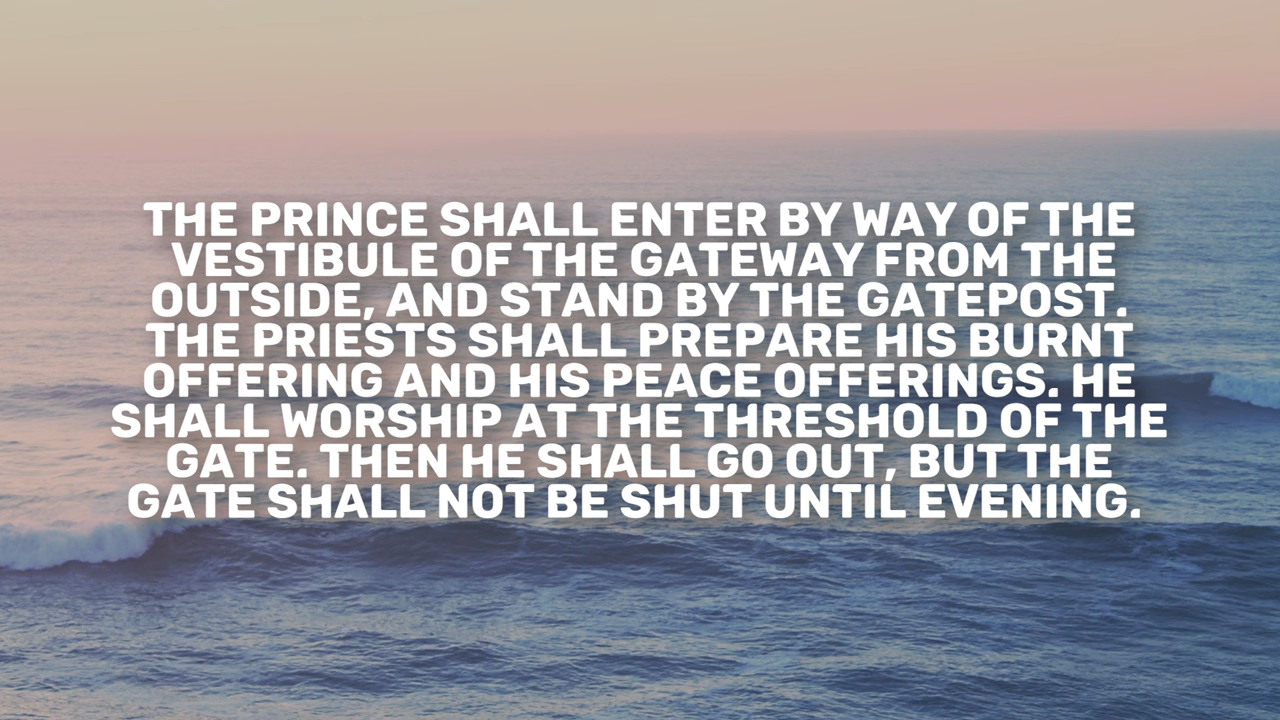 THE PRINCE SHALL ENTER BY WAY OF THE
VESTIBULE OF THE GATEWAY FROM THE
OUTSIDE, AND STAND BY THE GATEPOST.
THE PRIESTS SHALL PREPARE HIS BURNT
OFFERING AND HIS PEACE OFFERINGS. HE
SHALL WORSHIP AT THE THRESHOLD OF THE
GATE. THEN HE SHALL GO OUT, BUT THE
GATE SHALL NOT BE SHUT UNTIL EVENING.